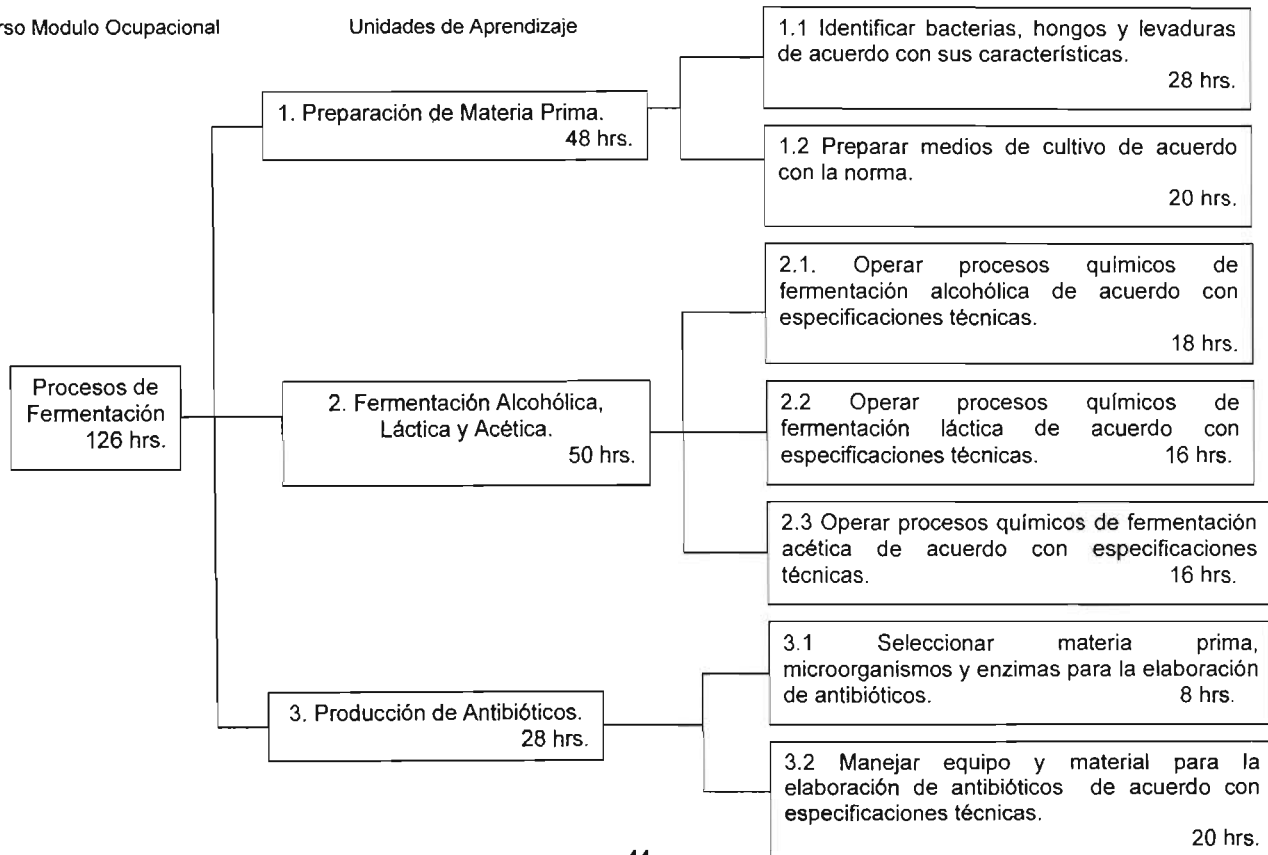 rso Modulo Ocupacional
Unidades de Aprendizaje
1.1 Identificar bacterias, hongos y levaduras
de acuerdo con sus características.
28 hrs.
1. Preparación de Materia Prima.
48 hrs.
1.2 Preparar medios de cultivo de acuerdo
con la norma.
20 hrs.
2.1. Operar procesos químicos de
fermentación alcohólica de acuerdo con
especificaciones técnicas.
18 hrs.
Procesos de
Fermentación
126 hrs.
2. Fermentación Alcohólica,
Láctica y Acética.
50 hrs.
2.2 Operar procesos químicos de
fermentación láctica de acuerdo con
especificaciones técnicas. 16 hrs.
2.3 Operar procesos químicos de fermentación
acética de acuerdo con especificaciones
técnicas. 16 hrs.
3.1 Seleccionar materia prima,
microorganismos y enzimas para la elaboración
de antibióticos. 8 hrs.
3. Producción de Antibióticos.
28 hrs.
3.2 Manejar equipo y material para la
elaboración de antibióticos de acuerdo con
especificaciones técnicas.
20 hrs.